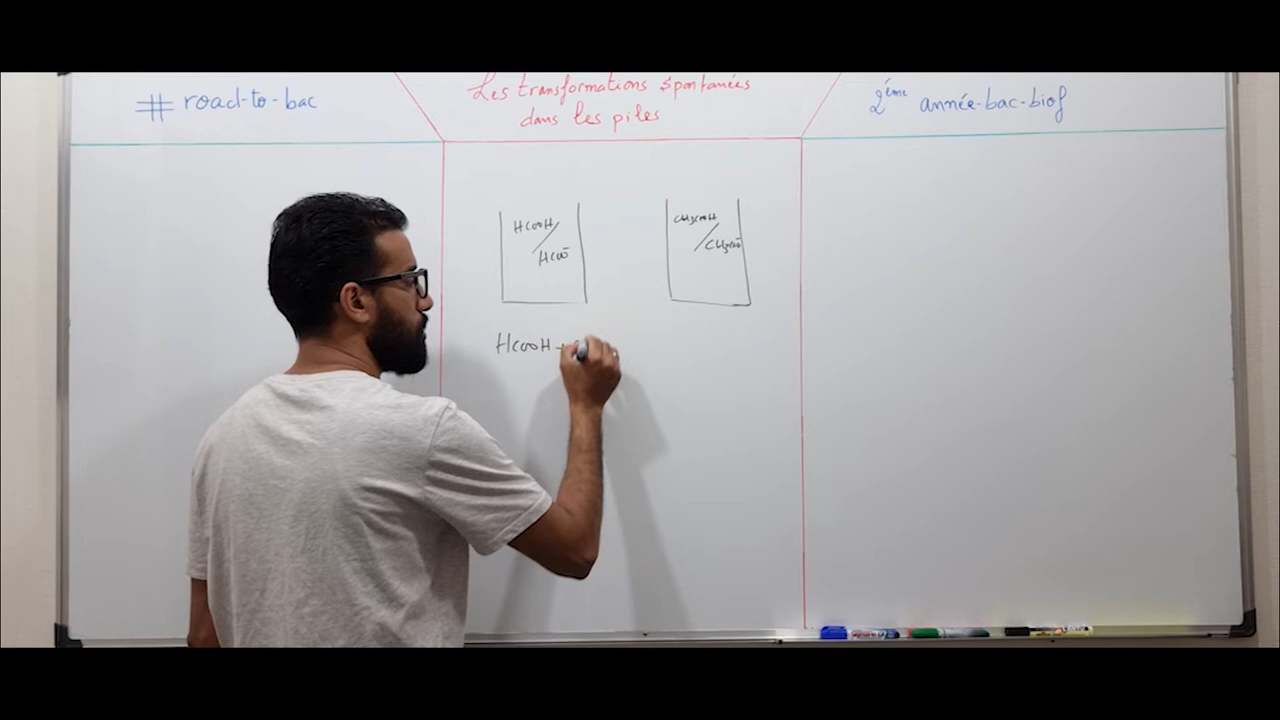 # road-to-bac
Les transformations spontanées
dans les piles
2ème année-bac-biof
HCOOH
/
HCOO⁻
CH3COOH
/
CH3COO⁻
HCOOH +